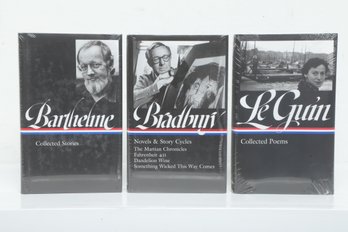 Barthelme
Collected Stories
Bradbury
Novels & Story Cycles
The Martian Chronicles
Fahrenheit 451
Dandelion Wine
Something Wicked This Way Comes
Le Guin
Collected Poems